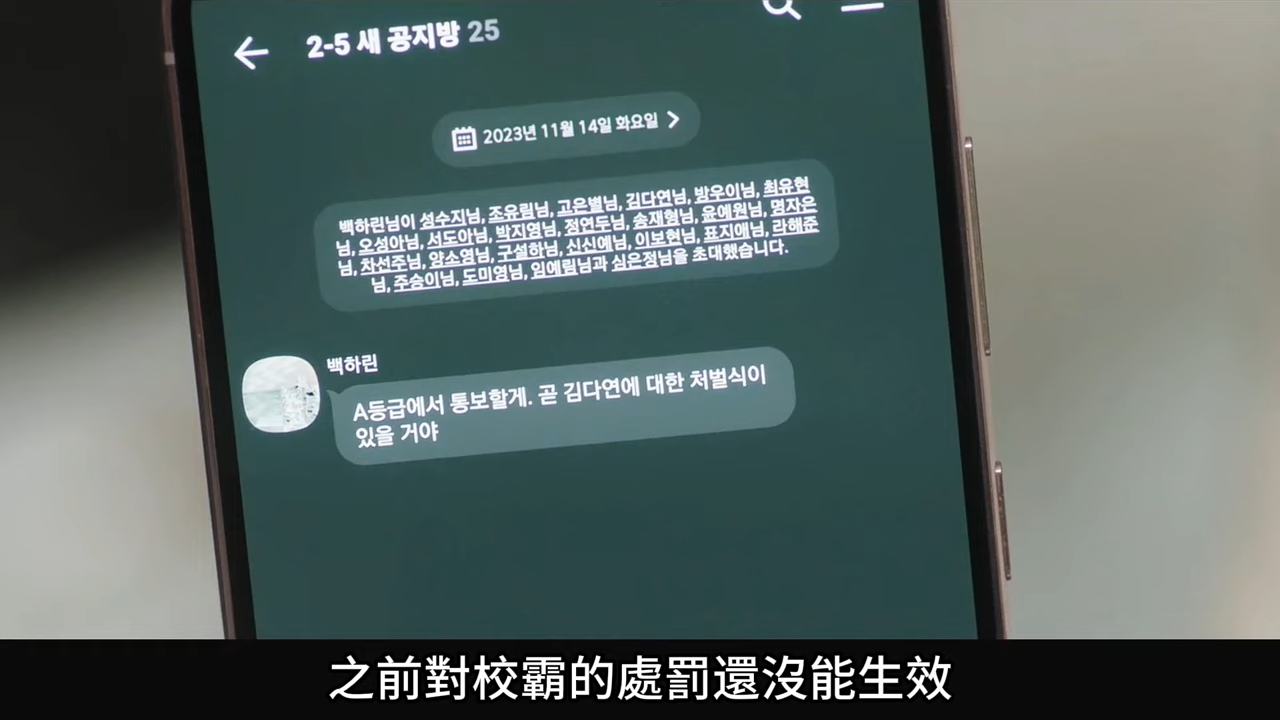 2-5 새 공지방 25
2023년 11월 14일 화요일
백하린님이 성수지님, 조유림님, 고은별님, 김다연님, 방우이님, 최유현
님, 오성아님, 서도아님, 박지영님, 정연두님, 송재형님, 윤예원님, 명자은
님, 차선주님, 양소영님, 구설하님, 신신예님, 이보현님, 표지애님, 라해준
님, 주승이님, 도미영님, 임예림님과 심은정님을 초대했습니다.
백하린
A등급에서 통보할게. 곧 김다연에 대한 처벌식이
있을 거야
之前對校霸的處罰還沒能生效